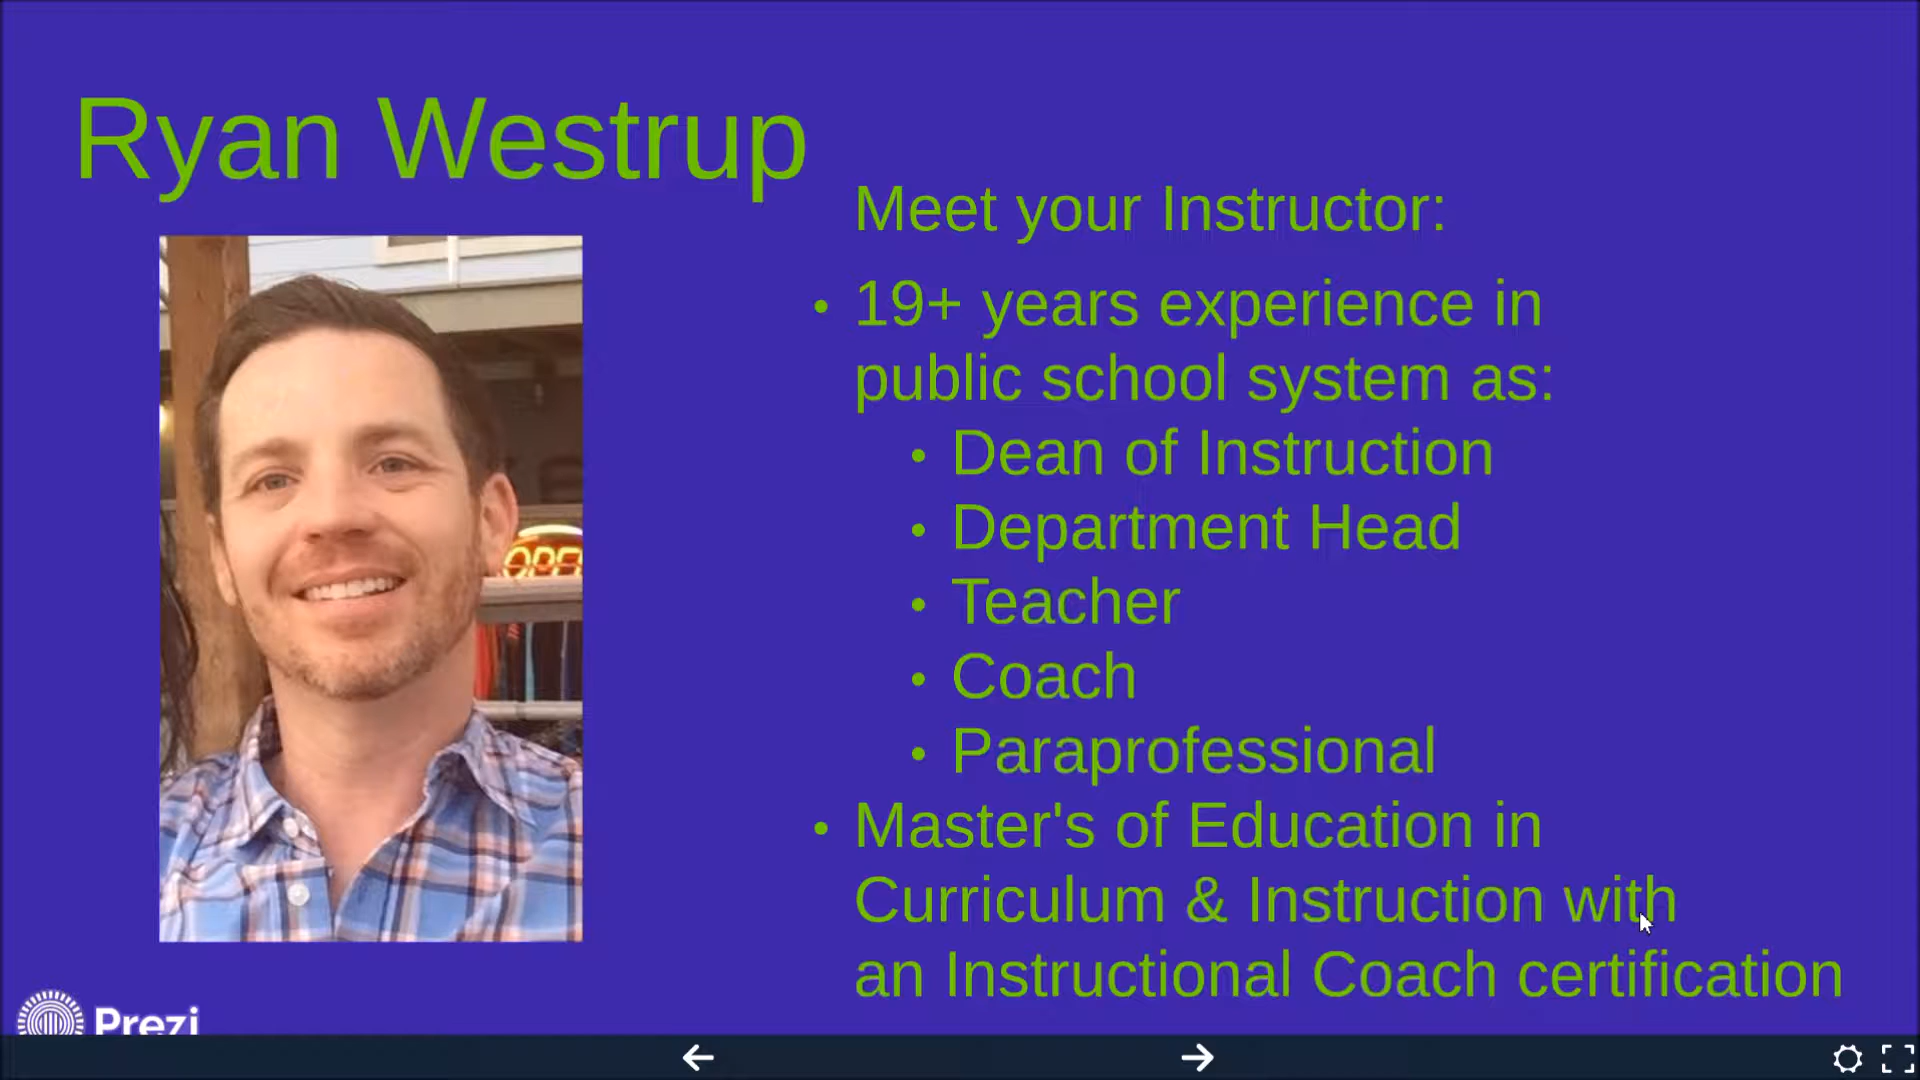 Ryan Westrup
Meet your Instructor:
• 19+ years experience in
public school system as:
• Dean of Instruction
• Department Head
• Teacher
• Coach
• Paraprofessional
• Master's of Education in
Curriculum & Instruction with
an Instructional Coach certification
OPE
Prezi